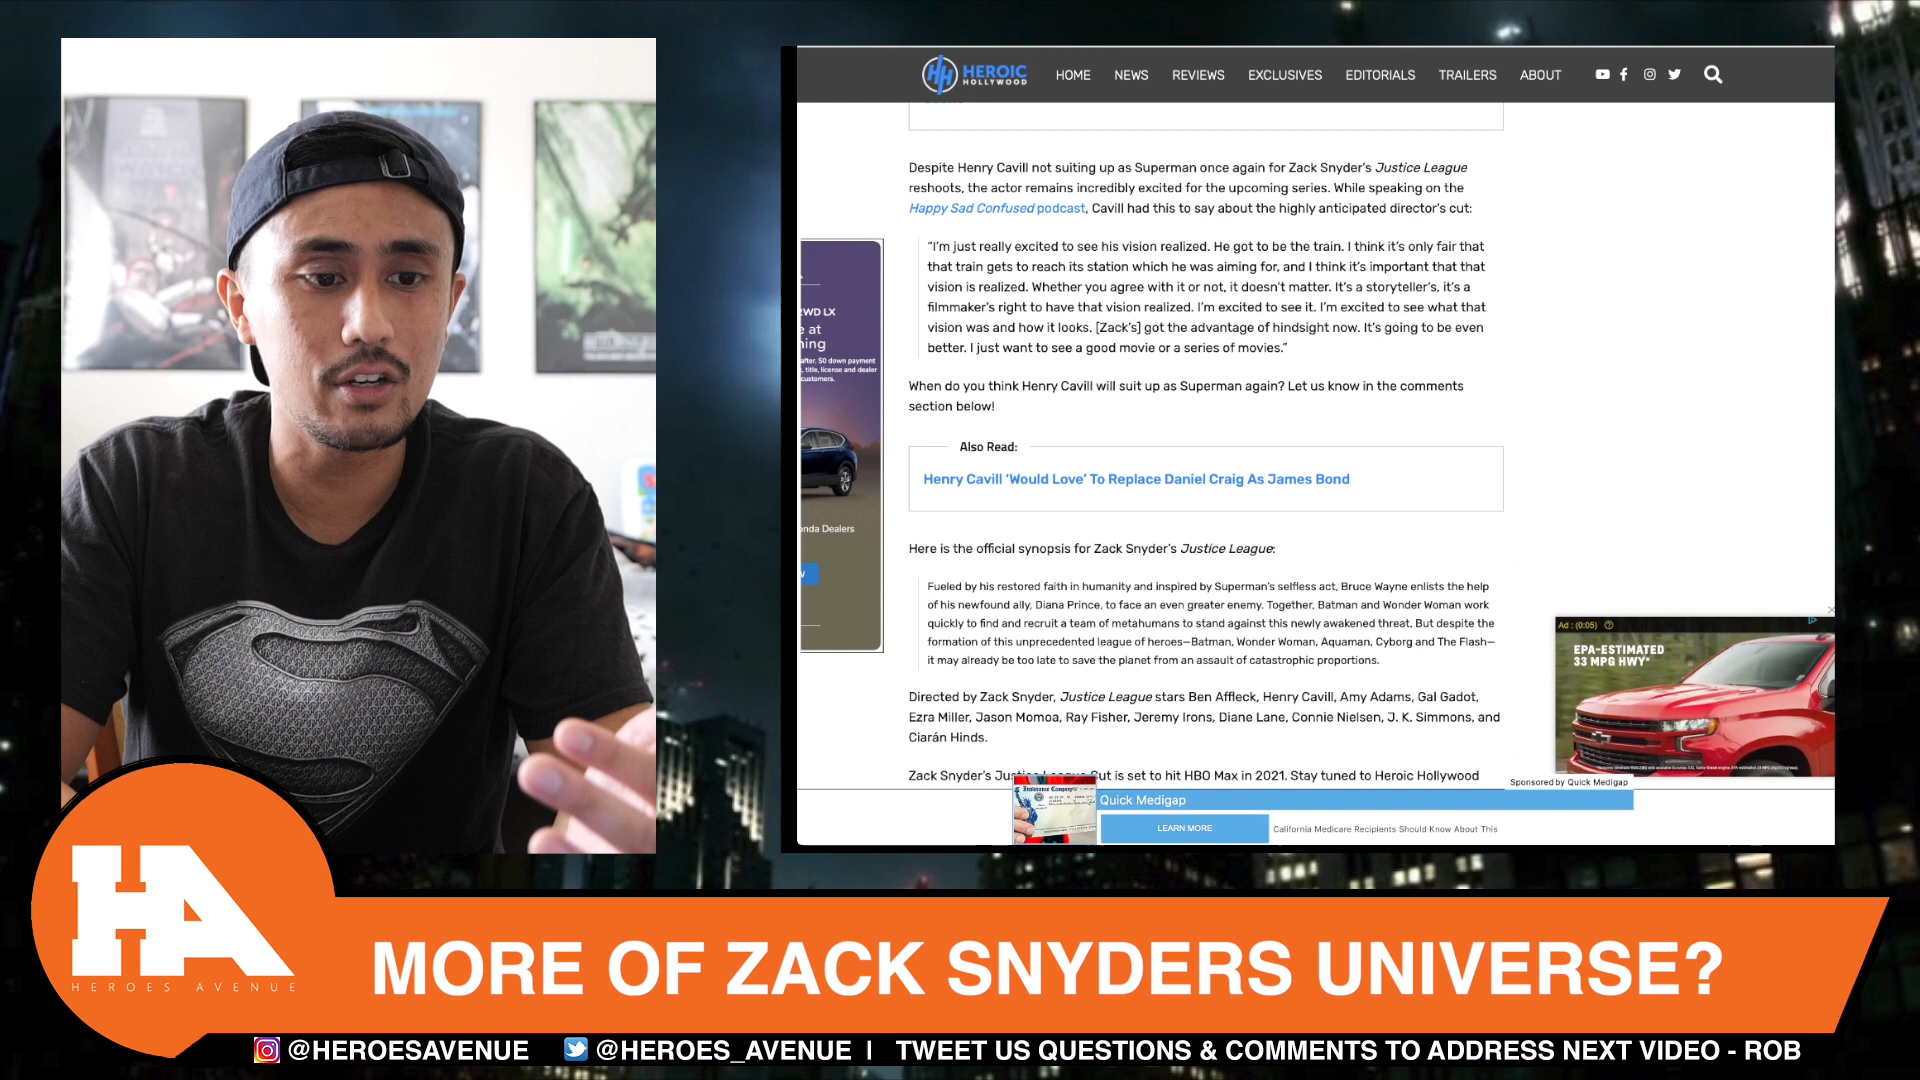 HEROIC
HOLLYWOOD
HOME NEWS REVIEWS EXCLUSIVES EDITORIALS TRAILERS ABOUT
Despite Henry Cavill not suiting up as Superman once again for Zack Snyder's Justice League
reshoots, the actor remains incredibly excited for the upcoming series. While speaking on the
Happy Sad Confused podcast, Cavill had this to say about the highly anticipated director's cut:
"I'm just really excited to see his vision realized. He got to be the train. I think it's only fair that
that train gets to reach its station which he was aiming for, and I think it's important that that
vision is realized. Whether you agree with it or not, it doesn't matter. It's a storyteller's, it's a
filmmaker's right to have that vision realized. I'm excited to see it. I'm excited to see what that
vision was and how it looks. [Zack's] got the advantage of hindsight now. It's going to be even
better. I just want to see a good movie or a series of movies."
When do you think Henry Cavill will suit up as Superman again? Let us know in the comments
section below!
Also Read:
Henry Cavill 'Would Love' To Replace Daniel Craig As James Bond
Here is the official synopsis for Zack Snyder's Justice League:
Fueled by his restored faith in humanity and inspired by Superman's selfless act, Bruce Wayne enlists the help
of his newfound ally, Diana Prince, to face an even greater enemy. Together, Batman and Wonder Woman work
quickly to find and recruit a team of metahumans to stand against this newly awakened threat. But despite the
formation of this unprecedented league of heroes—Batman, Wonder Woman, Aquaman, Cyborg and The Flash—
it may already be too late to save the planet from an assault of catastrophic proportions.
Directed by Zack Snyder, Justice League stars Ben Affleck, Henry Cavill, Amy Adams, Gal Gadot,
Ezra Miller, Jason Momoa, Ray Fisher, Jeremy Irons, Diane Lane, Connie Nielsen, J. K. Simmons, and
Ciarán Hinds.
Zack Snyder's Justice League Cut is set to hit HBO Max in 2021. Stay tuned to Heroic Hollywood
WD LX
at
after. $0 down payment
, title, license and dealer
customers.
Dealers
Ad : (0:05)
EPA-ESTIMATED
33 MPG HWY*
Sponsored by Quick Medigap
Insurance Company
Quick Medigap
LEARN MORE
California Medicare Recipients Should Know About This
HA
HEROES AVENUE
MORE OF ZACK SNYDERS UNIVERSE?
@HEROESAVENUE @HEROES_AVENUE | TWEET US QUESTIONS & COMMENTS TO ADDRESS NEXT VIDEO - ROB